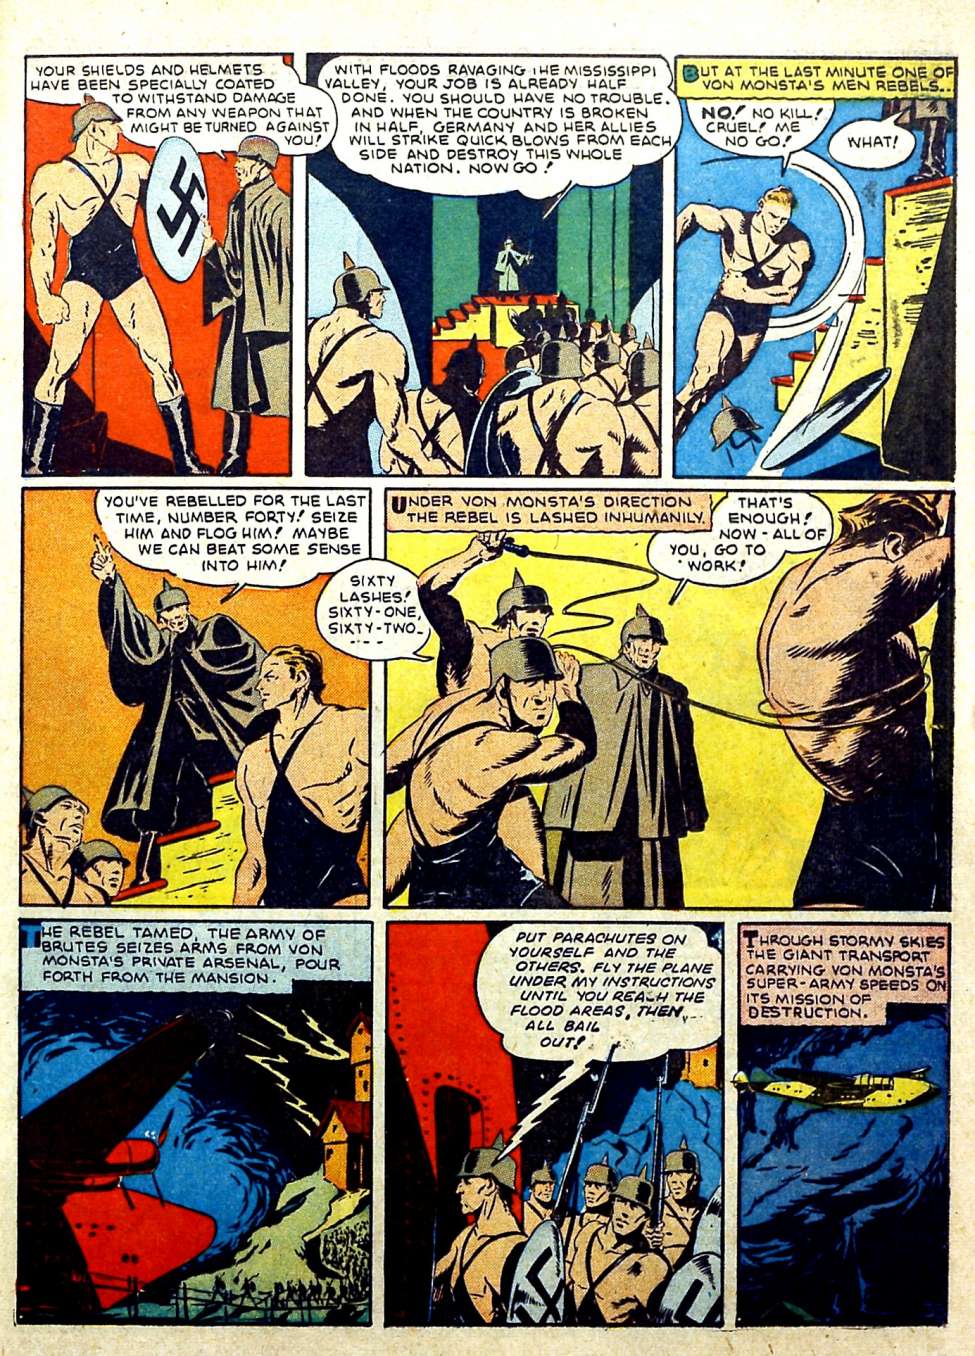 YOUR SHIELDS AND HELMETS
HAVE BEEN SPECIALLY COATED
TO WITHSTAND DAMAGE
FROM ANY WEAPON THAT
MIGHT BE TURNED AGAINST
YOU!
WITH FLOODS RAVAGING THE MISSISSIPPI
VALLEY, YOUR JOB IS ALREADY HALF
DONE. YOU SHOULD HAVE NO TROUBLE.
AND WHEN THE COUNTRY IS BROKEN
IN HALF, GERMANY AND HER ALLIES
WILL STRIKE QUICK BLOWS FROM EACH
SIDE AND DESTROY THIS WHOLE
NATION. NOW GO!
BUT AT THE LAST MINUTE ONE OF
VON MONSTA'S MEN REBELS...
NO! NO KILL!
CRUEL! ME
NO GO!
WHAT!
YOU'VE REBELLED FOR THE LAST
TIME, NUMBER FORTY! SEIZE
HIM AND FLOG HIM! MAYBE
WE CAN BEAT SOME SENSE
INTO HIM!
UNDER VON MONSTA'S DIRECTION
THE REBEL IS LASHED INHUMANILY.
SIXTY
LASHES!
SIXTY-ONE,
SIXTY-TWO-
- - -
THAT'S
ENOUGH!
NOW - ALL OF
YOU, GO TO
WORK!
THE REBEL TAMED, THE ARMY OF
BRUTES SEIZES ARMS FROM VON
MONSTA'S PRIVATE ARSENAL, POUR
FORTH FROM THE MANSION.
PUT PARACHUTES ON
YOURSELF AND THE
OTHERS. FLY THE PLANE
UNDER MY INSTRUCTIONS
UNTIL YOU REACH THE
FLOOD AREAS, THEN...
ALL BAIL
OUT!
THROUGH STORMY SKIES
THE GIANT TRANSPORT
CARRYING VON MONSTA'S
SUPER-ARMY SPEEDS ON
ITS MISSION OF
DESTRUCTION.